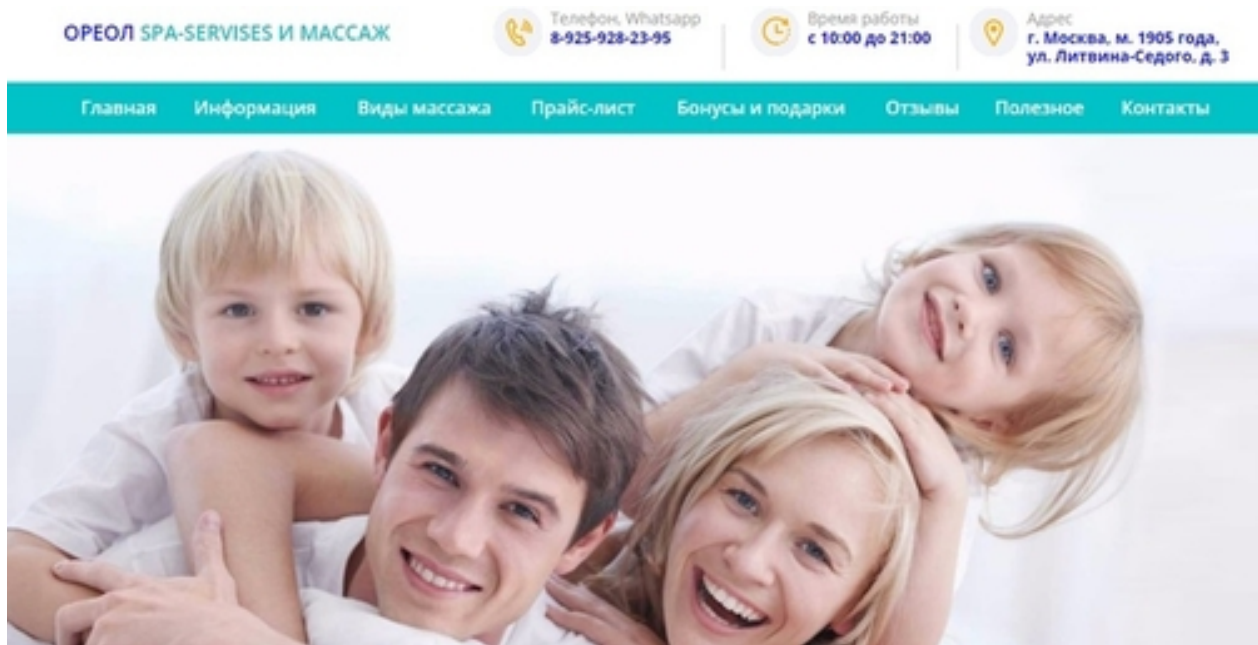 ОРЕОЛ SPA-SERVISES И МАССАЖ
Телефон, Whatsapp
8-925-928-23-95
Время работы
с 10:00 до 21:00
Адрес
г. Москва, м. 1905 года,
ул. Литвина-Седого, д. 3
Главная Информация Виды массажа Прайс-лист Бонусы и подарки Отзывы Полезное Контакты